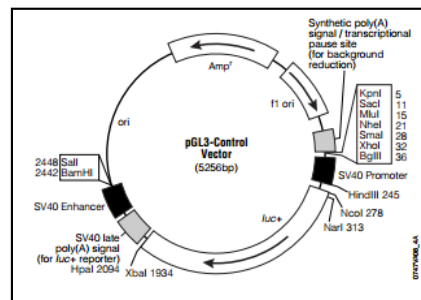 Synthetic poly(A)
signal / transcriptional
pause site
(for background
reduction)
Ampʳ
f1 ori
KpnI 5
SacI 11
MluI 15
NheI 21
SmaI 28
XhoI 32
BglII 36
ori
pGL3-Control
Vector
(5256bp)
2448 SalI
2442 BamHI
SV40 Promoter
HindIII 245
SV40 Enhancer
NcoI 278
luc+
NarI 313
SV40 late
poly(A) signal
(for luc+ reporter)
HpaI 2094
XbaI 1934
0747VA08_4A